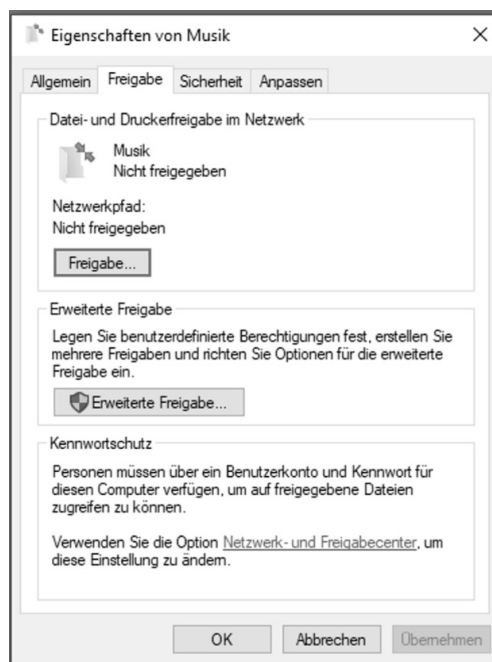 Eigenschaften von Musik
Allgemein Freigabe Sicherheit Anpassen
Datei- und Druckerfreigabe im Netzwerk
Musik
Nicht freigegeben
Netzwerkpfad:
Nicht freigegeben
Freigabe...
Erweiterte Freigabe
Legen Sie benutzerdefinierte Berechtigungen fest, erstellen Sie
mehrere Freigaben und richten Sie Optionen für die erweiterte
Freigabe ein.
Erweiterte Freigabe...
Kennwortschutz
Personen müssen über ein Benutzerkonto und Kennwort für
diesen Computer verfügen, um auf freigegebene Dateien
zugreifen zu können.
Verwenden Sie die Option Netzwerk- und Freigabecenter, um
diese Einstellung zu ändern.
OK Abbrechen Übernehmen